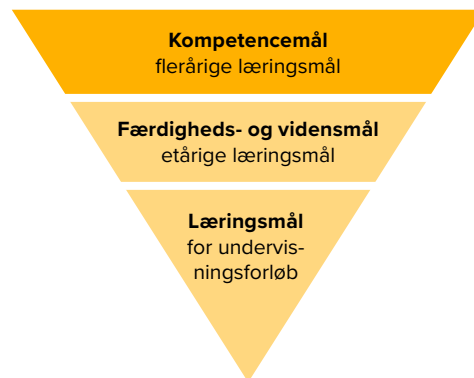 Kompetencemål
flerårige læringsmål
Færdigheds- og vidensmål
etårige læringsmål
Læringsmål
for undervis-
ningsforløb